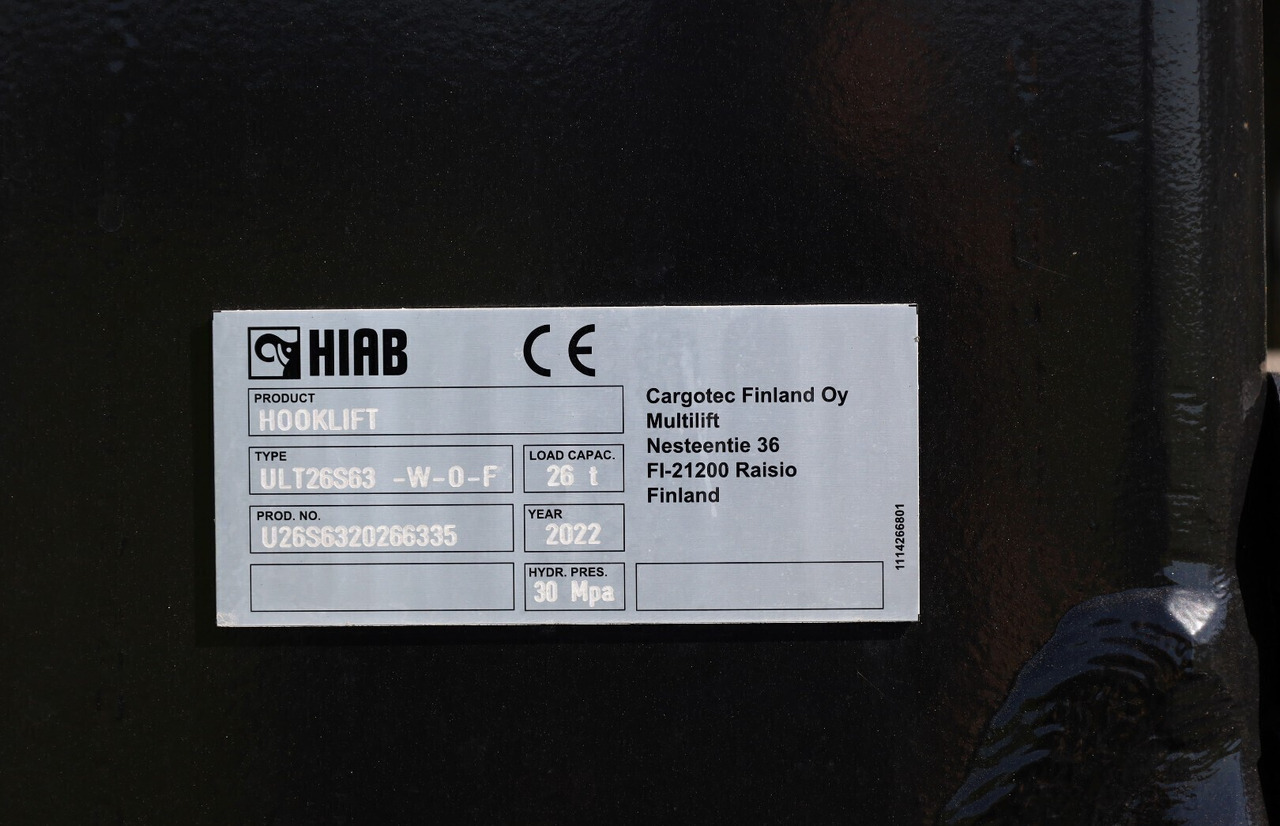 HIAB
CE
PRODUCT
HOOKLIFT
TYPE
ULT26S63 -W-O-F
LOAD CAPAC.
26 t
PROD. NO.
U26S6320266335
YEAR
2022
HYDR. PRES.
30 Mpa
Cargotec Finland Oy
Multilift
Nesteentie 36
FI-21200 Raisio
Finland
1114266801